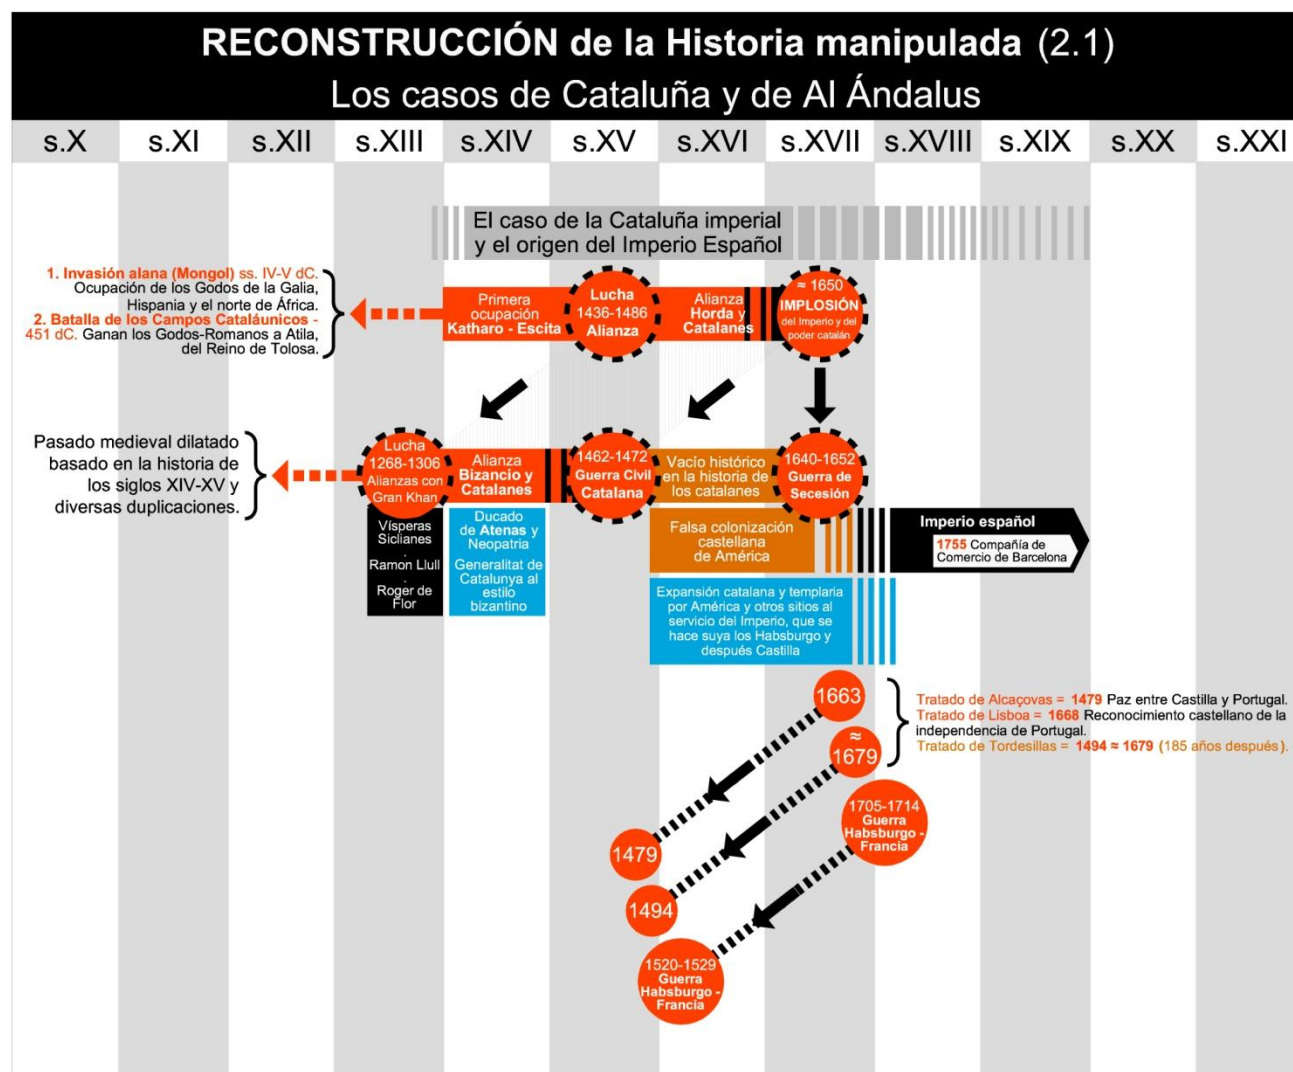 RECONSTRUCCIÓN de la Historia manipulada (2.1)
Los casos de Cataluña y de Al Ándalus
s.X s.XI s.XII s.XIII s.XIV s.XV s.XVI s.XVII s.XVIII s.XIX s.XX s.XXI
El caso de la Cataluña imperial
y el origen del Imperio Español
1. Invasión alana (Mongol) ss. IV-V dC.
Ocupación de los Godos de la Galia,
Hispania y el norte de África.
2. Batalla de los Campos Cataláunicos -
451 dC. Ganan los Godos-Romanos a Atila,
del Reino de Tolosa.
Primera
ocupación
Katharo - Escita
Lucha
1436-1486
Alianza
Alianza
Horda y
Catalanes
≈ 1650
IMPLOSIÓN
del Imperio y del
poder catalán
Pasado medieval dilatado
basado en la historia de
los siglos XIV-XV y
diversas duplicaciones.
Lucha
1268-1306
Alianzas con
Gran Khan
Alianza
Bizancio y
Catalanes
1462-1472
Guerra Civil
Catalana
Vacío histórico
en la historia de
los catalanes
1640-1652
Guerra de
Secesión
Vísperas
Siclianes
.
Ramon Llull
.
Roger de
Flor
Ducado
de Atenas y
Neopatria
Generalitat de
Catalunya al
estilo
bizantino
Falsa colonización
castellana
de América
Imperio español
1755 Compañía de
Comercio de Barcelona
Expansión catalana y templaria
por América y otros sitios al
servicio del Imperio, que se
hace suya los Habsburgo y
después Castilla
1663
≈
1679
Tratado de Alcaçovas = 1479 Paz entre Castilla y Portugal.
Tratado de Lisboa = 1668 Reconocimiento castellano de la
independencia de Portugal.
Tratado de Tordesillas = 1494 ≈ 1679 (185 años después).
1705-1714
Guerra
Habsburgo -
Francia
1479
1494
1520-1529
Guerra
Habsburgo -
Francia